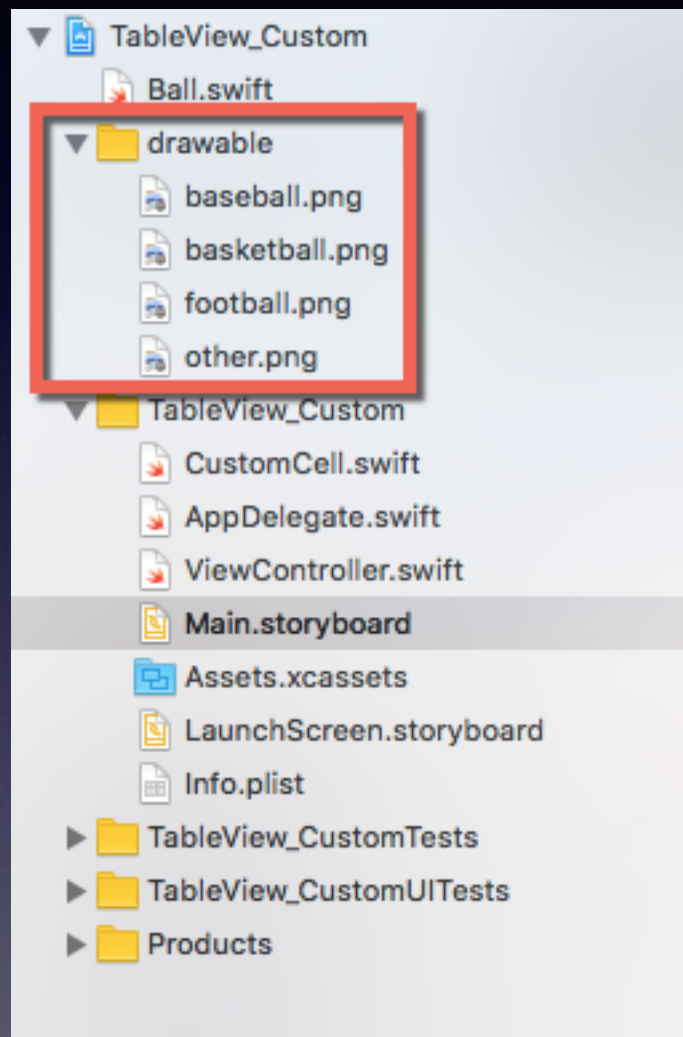 TableView_Custom
Ball.swift
drawable
baseball.png
basketball.png
football.png
other.png
TableView_Custom
CustomCell.swift
AppDelegate.swift
ViewController.swift
Main.storyboard
Assets.xcassets
LaunchScreen.storyboard
Info.plist
TableView_CustomTests
TableView_CustomUITests
Products